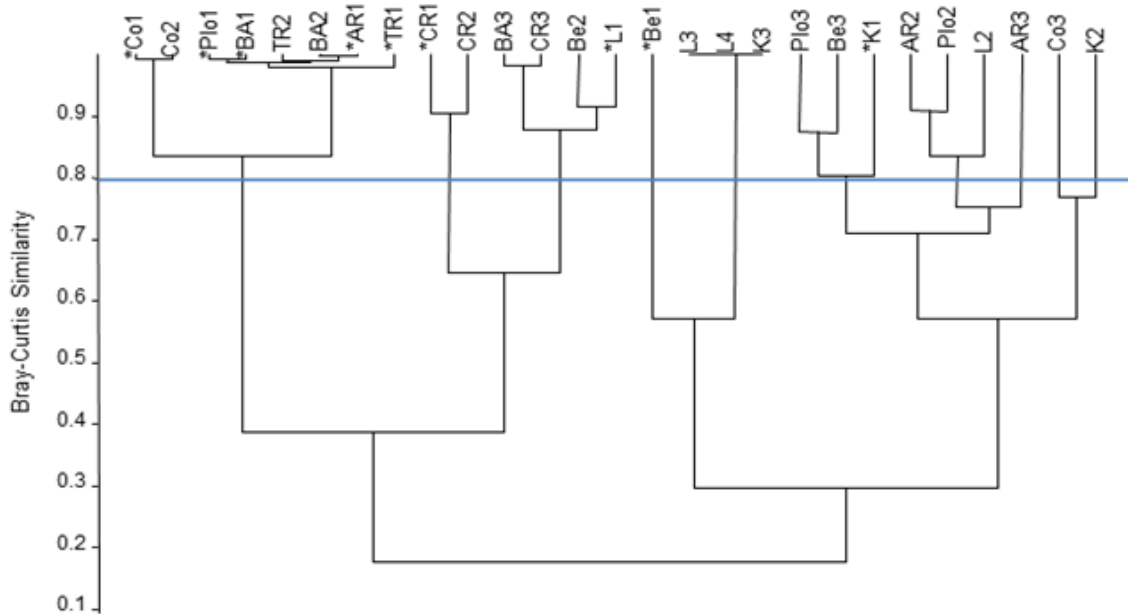 *Co1
Co2
*Plo1
*BA1
TR2
BA2
*AR1
*TR1
*CR1
CR2
BA3
CR3
Be2
*L1
*Be1
L3
L4
K3
Plo3
Be3
*K1
AR2
Plo2
L2
AR3
Co3
K2
0.9
0.8
0.7
0.6
0.5
0.4
0.3
0.2
0.1
Bray-Curtis Similarity